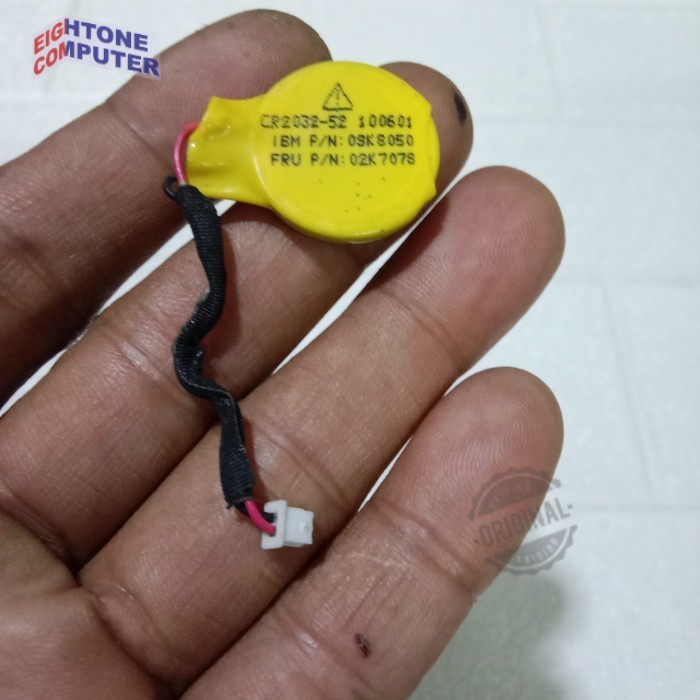 EIGHTONE
COMPUTER
CR2032-52 100601
IBM P/N: 08K8050
FRU P/N: 02K7078
ORIGINAL